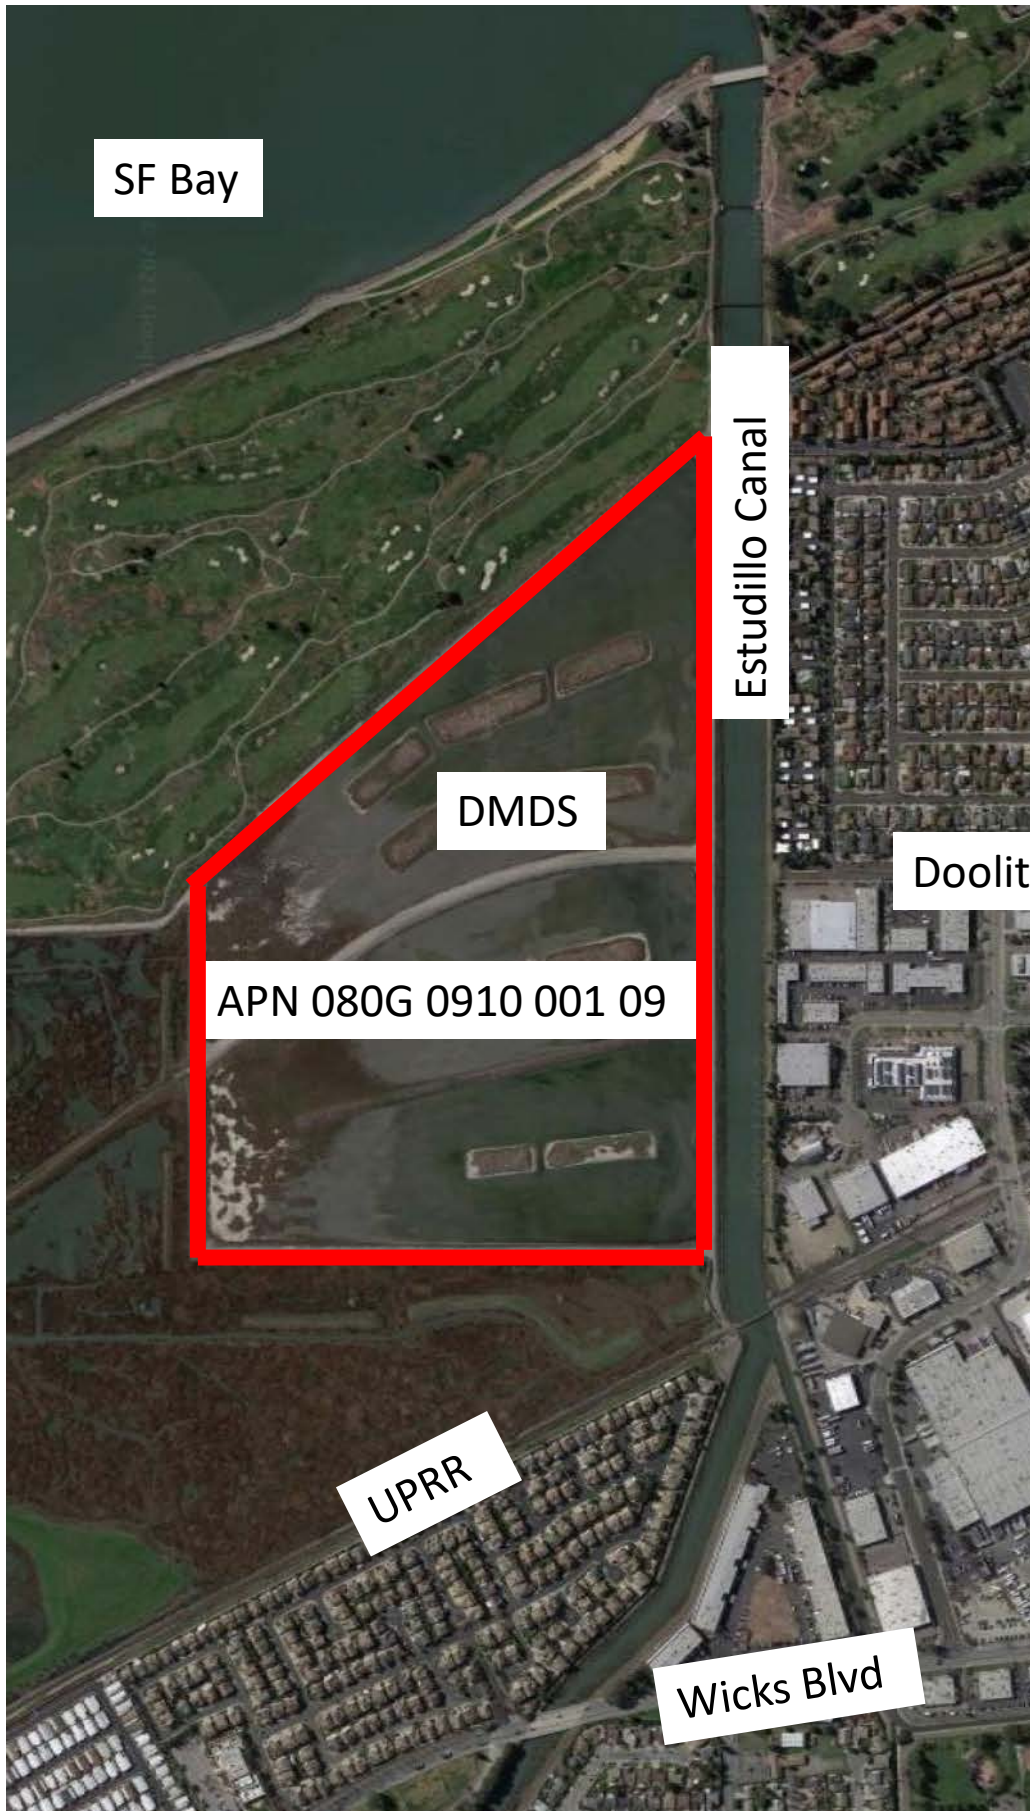 SF Bay
Estudillo Canal
DMDS
Doolit
APN 080G 0910 001 09
UPRR
Wicks Blvd